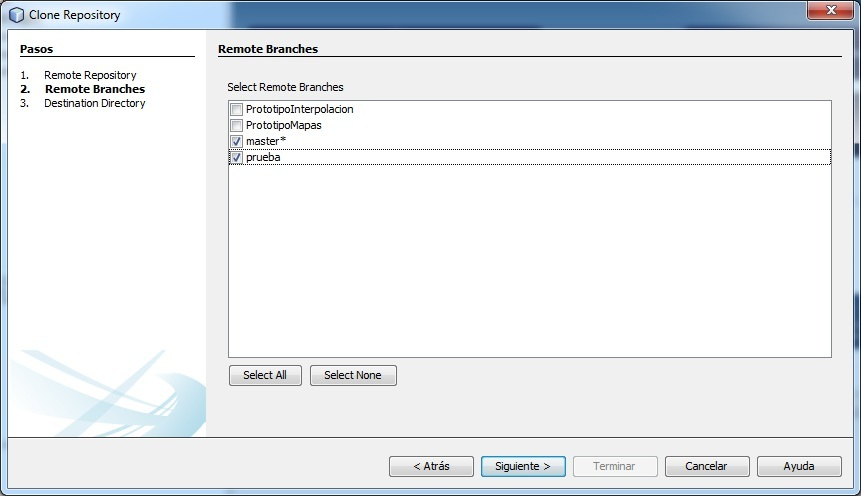 Clone Repository
Pasos
1. Remote Repository
2. Remote Branches
3. Destination Directory
Remote Branches
Select Remote Branches
PrototipoInterpolacion
PrototipoMapas
master*
prueba
Select All Select None
< Atrás Siguiente > Terminar Cancelar Ayuda